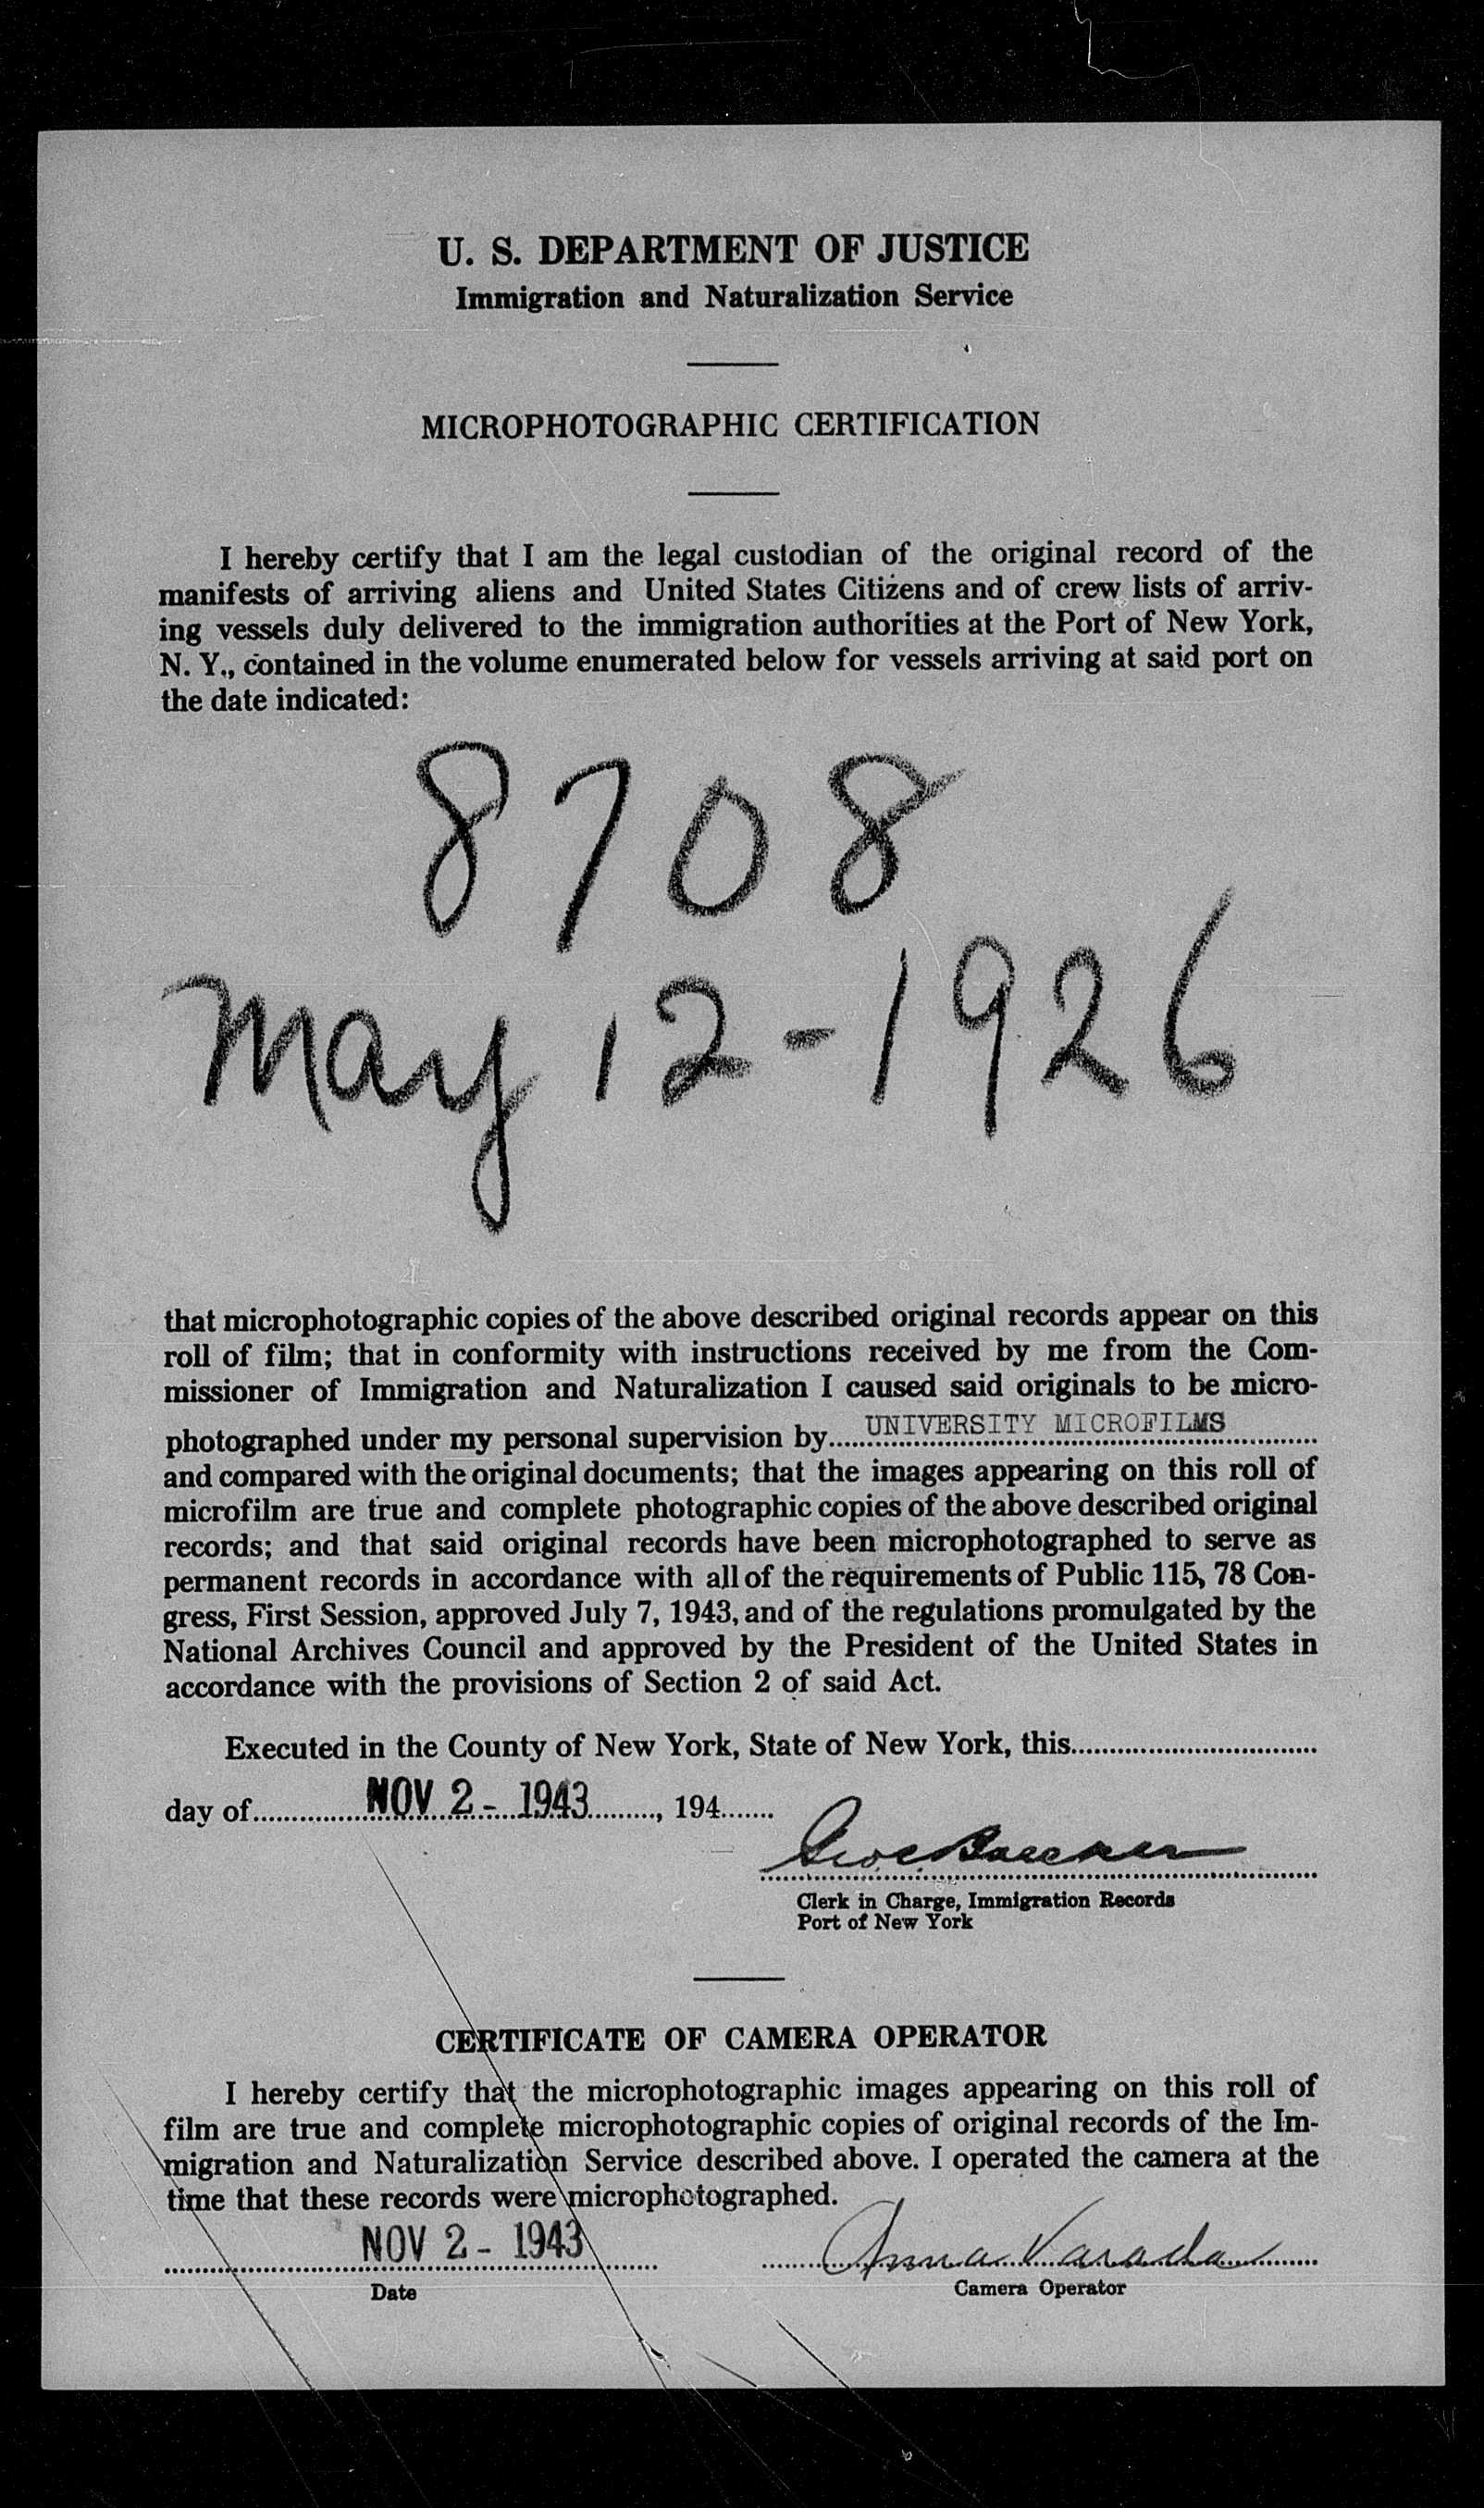 U. S. DEPARTMENT OF JUSTICE
Immigration and Naturalization Service
MICROPHOTOGRAPHIC CERTIFICATION
I hereby certify that I am the legal custodian of the original record of the
manifests of arriving aliens and United States Citizens and of crew lists of arriv-
ing vessels duly delivered to the immigration authorities at the Port of New York,
N. Y., contained in the volume enumerated below for vessels arriving at said port on
the date indicated:
8708
May 12-1926
that microphotographic copies of the above described original records appear on this
roll of film; that in conformity with instructions received by me from the Com-
missioner of Immigration and Naturalization I caused said originals to be micro-
photographed under my personal supervision by UNIVERSITY MICROFILMS
and compared with the original documents; that the images appearing on this roll of
microfilm are true and complete photographic copies of the above described original
records; and that said original records have been microphotographed to serve as
permanent records in accordance with all of the requirements of Public 115, 78 Con-
gress, First Session, approved July 7, 1943, and of the regulations promulgated by the
National Archives Council and approved by the President of the United States in
accordance with the provisions of Section 2 of said Act.
Executed in the County of New York, State of New York, this
day of NOV 2 - 1943, 194
Clerk in Charge, Immigration Records
Port of New York
CERTIFICATE OF CAMERA OPERATOR
I hereby certify that the microphotographic images appearing on this roll of
film are true and complete microphotographic copies of original records of the Im-
migration and Naturalization Service described above. I operated the camera at the
time that these records were microphotographed.
NOV 2 - 1943 Anna Varada
Date Camera Operator